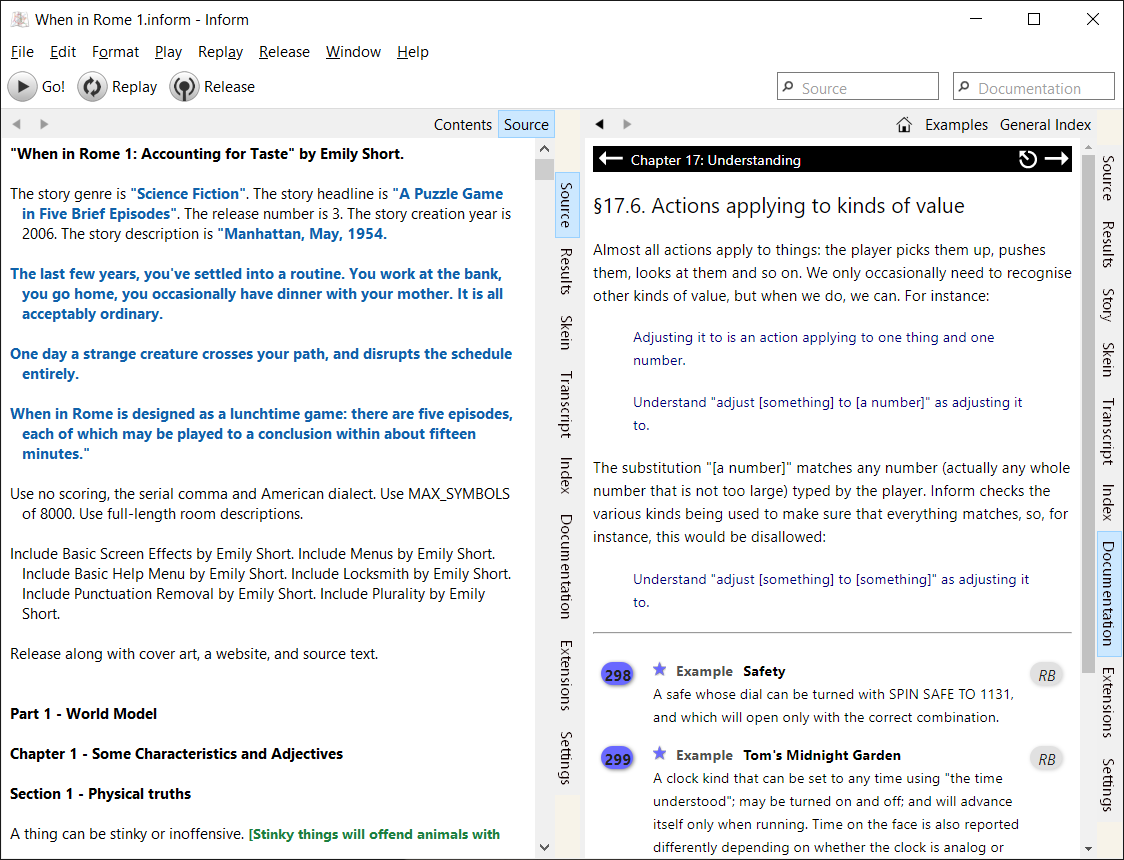 When in Rome 1.inform - Inform
File Edit Format Play Replay Release Window Help
Go! Replay Release
Source
Documentation
Contents Source
"When in Rome 1: Accounting for Taste" by Emily Short.
The story genre is "Science Fiction". The story headline is "A Puzzle Game
in Five Brief Episodes". The release number is 3. The story creation year is
2006. The story description is "Manhattan, May, 1954.
The last few years, you've settled into a routine. You work at the bank,
you go home, you occasionally have dinner with your mother. It is all
acceptably ordinary.
One day a strange creature crosses your path, and disrupts the schedule
entirely.
When in Rome is designed as a lunchtime game: there are five episodes,
each of which may be played to a conclusion within about fifteen
minutes."
Use no scoring, the serial comma and American dialect. Use MAX_SYMBOLS
of 8000. Use full-length room descriptions.
Include Basic Screen Effects by Emily Short. Include Menus by Emily Short.
Include Basic Help Menu by Emily Short. Include Locksmith by Emily Short.
Include Punctuation Removal by Emily Short. Include Plurality by Emily
Short.
Release along with cover art, a website, and source text.
Part 1 - World Model
Chapter 1 - Some Characteristics and Adjectives
Section 1 - Physical truths
A thing can be stinky or inoffensive. [Stinky things will offend animals with
Source
Results
Skein
Transcript
Index
Documentation
Extensions
Settings
Examples General Index
Chapter 17: Understanding
§17.6. Actions applying to kinds of value
Almost all actions apply to things: the player picks them up, pushes
them, looks at them and so on. We only occasionally need to recognise
other kinds of value, but when we do, we can. For instance:
Adjusting it to is an action applying to one thing and one
number.
Understand "adjust [something] to [a number]" as adjusting it
to.
The substitution "[a number]" matches any number (actually any whole
number that is not too large) typed by the player. Inform checks the
various kinds being used to make sure that everything matches, so, for
instance, this would be disallowed:
Understand "adjust [something] to [something]" as adjusting it
to.
298 Example Safety RB
A safe whose dial can be turned with SPIN SAFE TO 1131,
and which will open only with the correct combination.
299 Example Tom's Midnight Garden RB
A clock kind that can be set to any time using "the time
understood"; may be turned on and off; and will advance
itself only when running. Time on the face is also reported
differently depending on whether the clock is analog or
Source
Results
Story
Skein
Transcript
Index
Documentation
Extensions
Settings